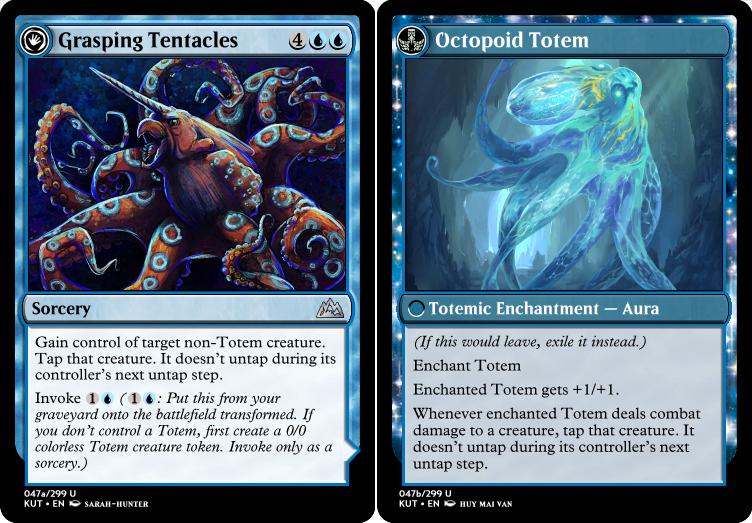 Grasping Tentacles 4
Sorcery
Gain control of target non-Totem creature.
Tap that creature. It doesn't untap during its
controller's next untap step.
Invoke 1 ( 1 : Put this from your
graveyard onto the battlefield transformed. If
you don't control a Totem, first create a 0/0
colorless Totem creature token. Invoke only as a
sorcery.)
047a/299 U
KUT • EN SARAH-HUNTER
Octopoid Totem
Totemic Enchantment — Aura
(If this would leave, exile it instead.)
Enchant Totem
Enchanted Totem gets +1/+1.
Whenever enchanted Totem deals combat
damage to a creature, tap that creature. It
doesn't untap during its controller's next
untap step.
047b/299 U
KUT • EN HUY MAI VAN